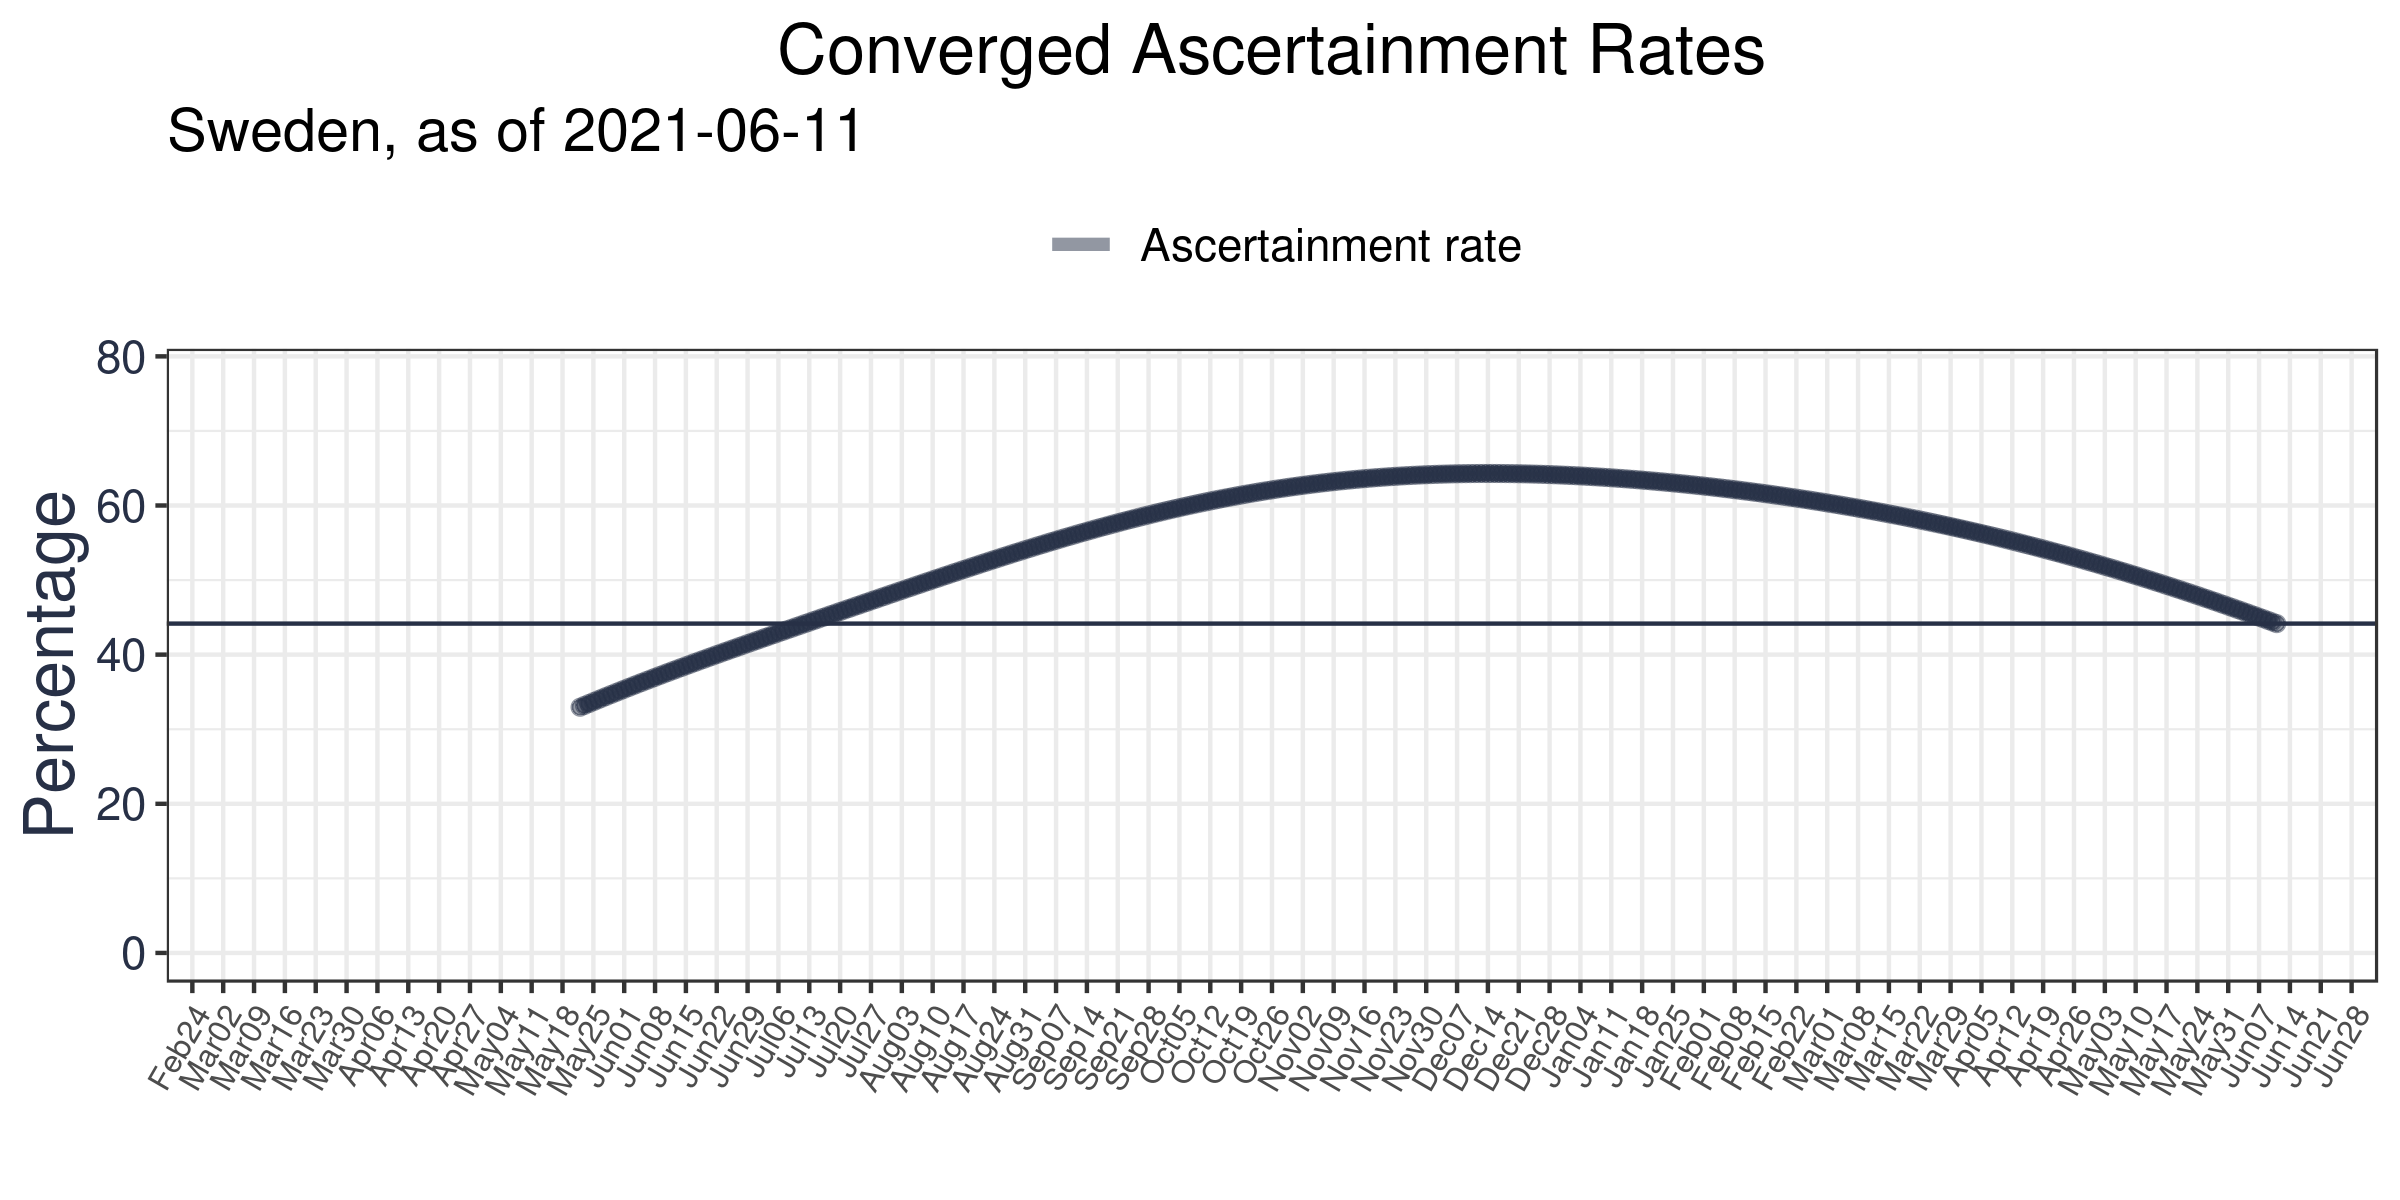 Converged Ascertainment Rates
Sweden, as of 2021-06-11
Ascertainment rate
Percentage
80
60
40
20
0
Feb24
Mar02
Mar09
Mar16
Mar23
Mar30
Apr06
Apr13
Apr20
Apr27
May04
May11
May18
May25
Jun01
Jun08
Jun15
Jun22
Jun29
Jul06
Jul13
Jul20
Jul27
Aug03
Aug10
Aug17
Aug24
Aug31
Sep07
Sep14
Sep21
Sep28
Oct05
Oct12
Oct19
Oct26
Nov02
Nov09
Nov16
Nov23
Nov30
Dec07
Dec14
Dec21
Dec28
Jan04
Jan11
Jan18
Jan25
Feb01
Feb08
Feb15
Feb22
Mar01
Mar08
Mar15
Mar22
Mar29
Apr05
Apr12
Apr19
Apr26
May03
May10
May17
May24
May31
Jun07
Jun14
Jun21
Jun28